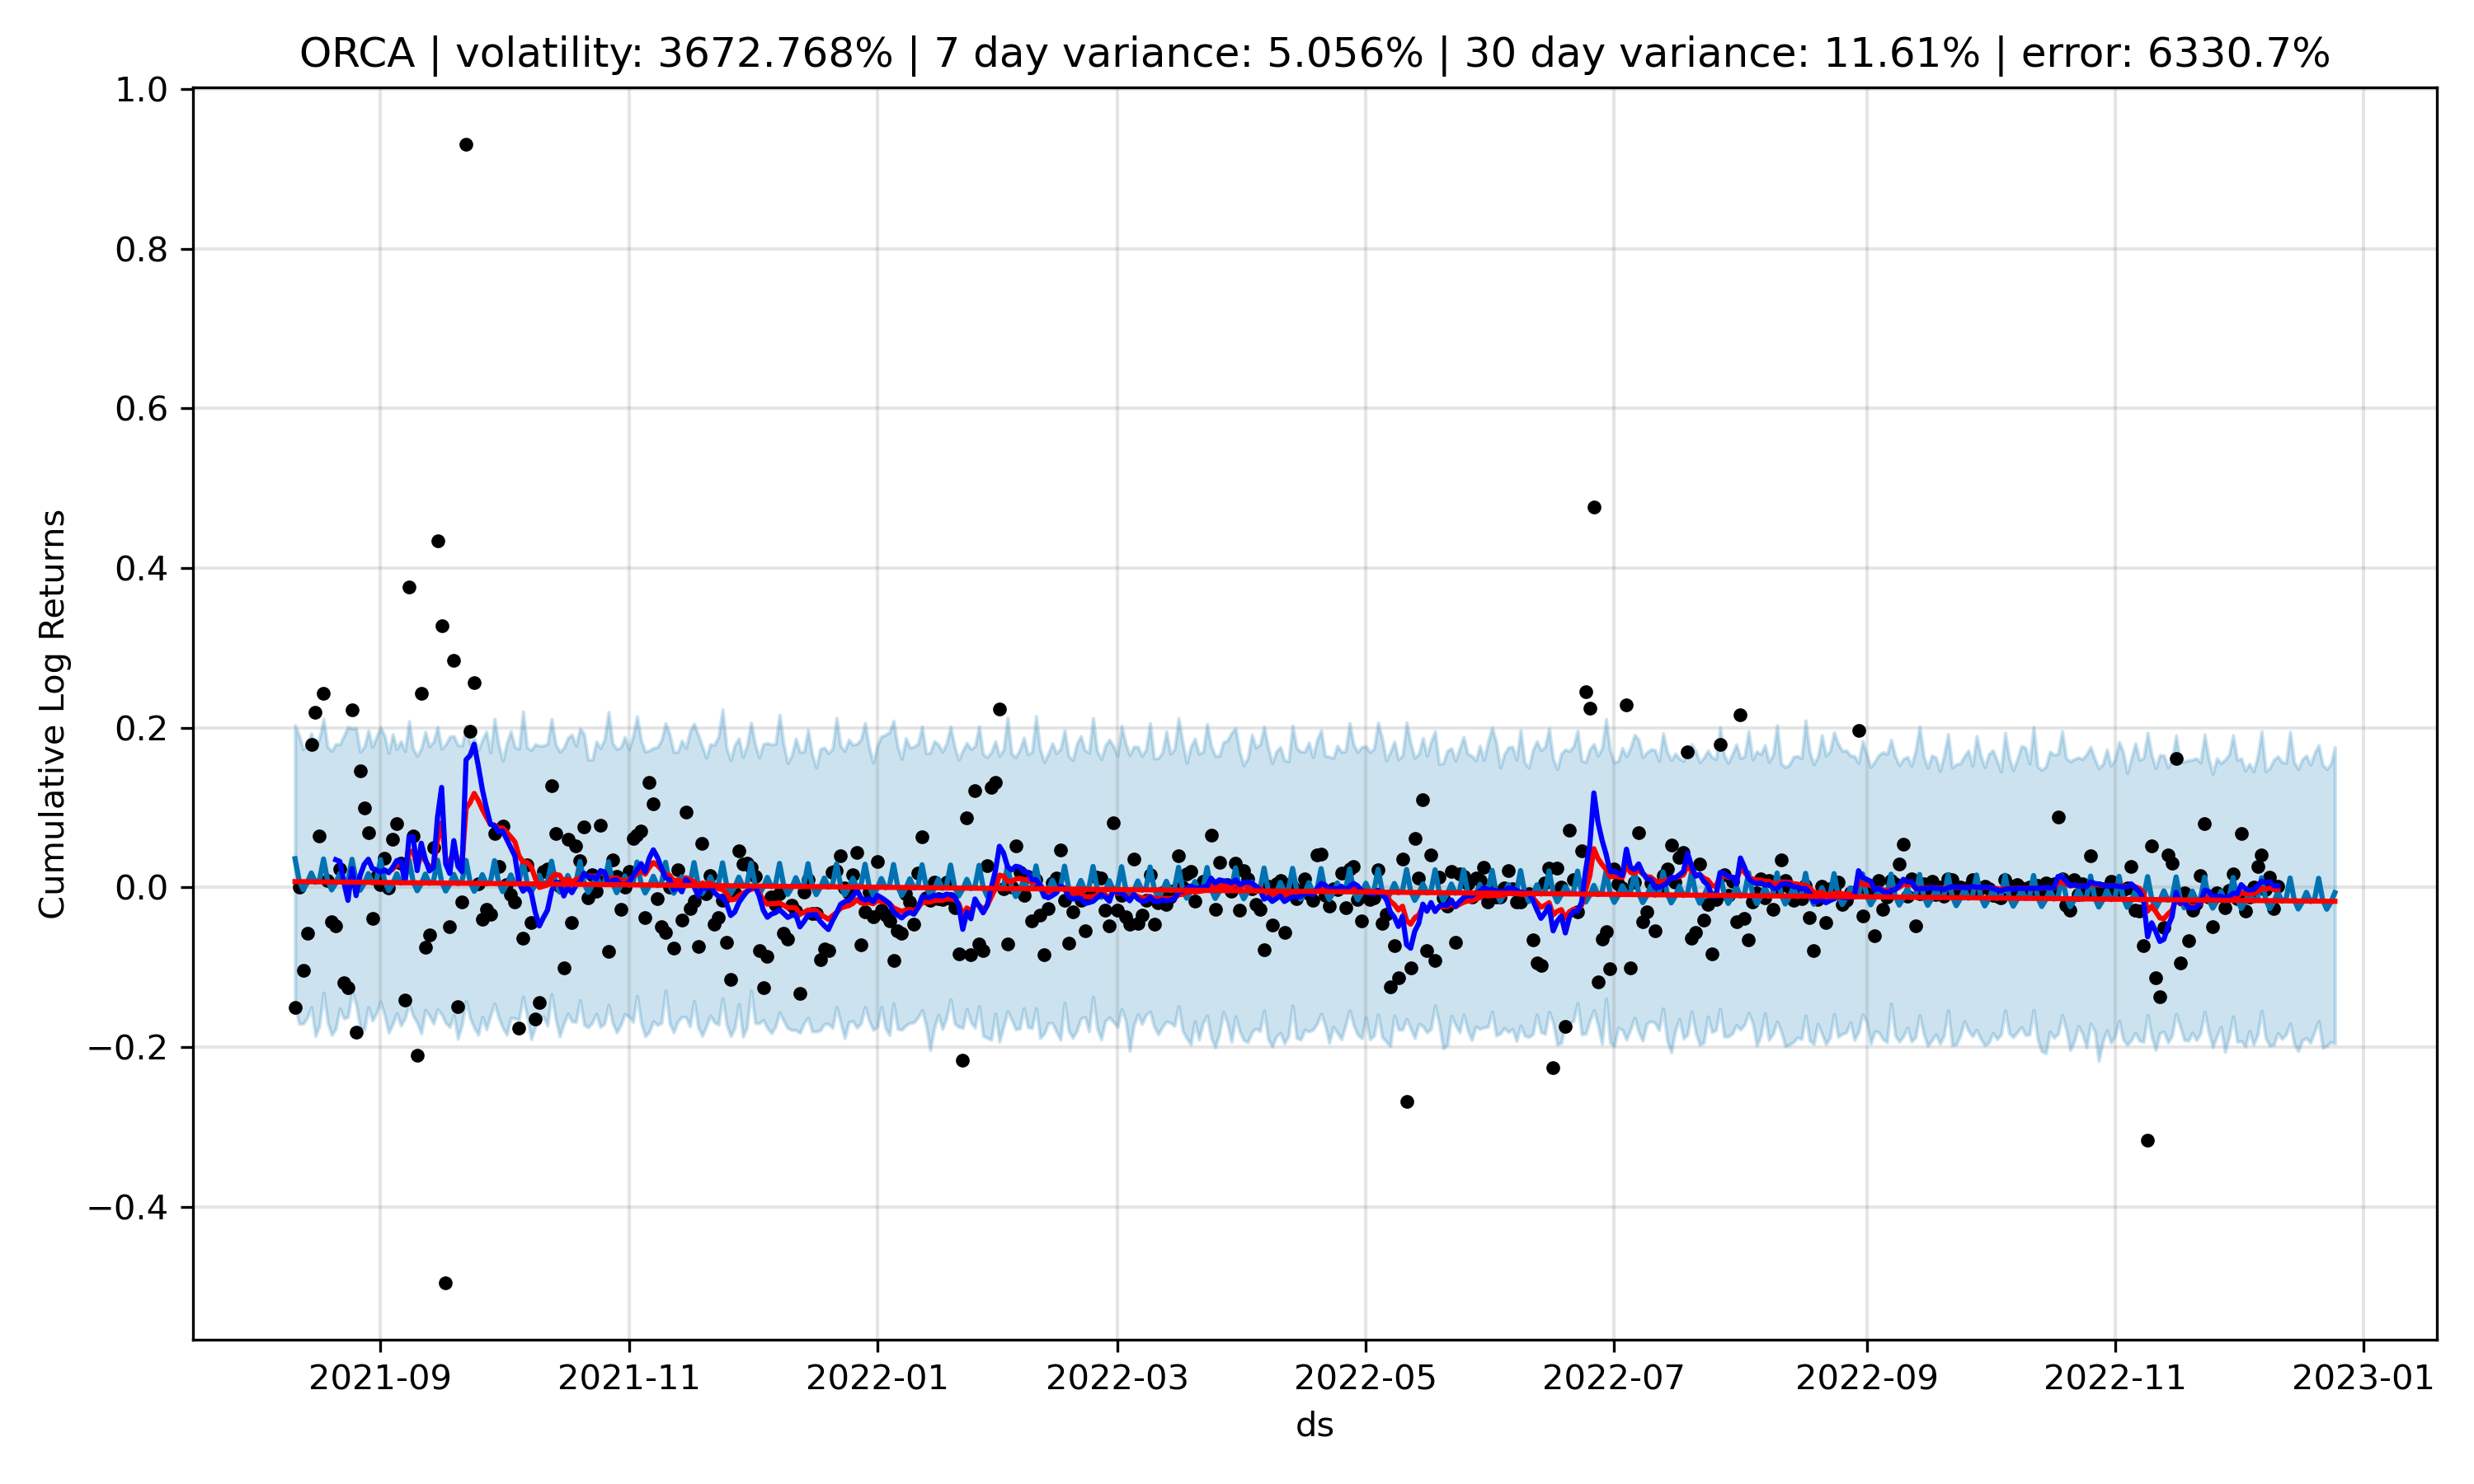 ORCA | volatility: 3672.768% | 7 day variance: 5.056% | 30 day variance: 11.61% | error: 6330.7%
1.0
0.8
0.6
0.4
0.2
0.0
−0.2
−0.4
Cumulative Log Returns
2021-09 2021-11 2022-01 2022-03 2022-05 2022-07 2022-09 2022-11 2023-01
ds